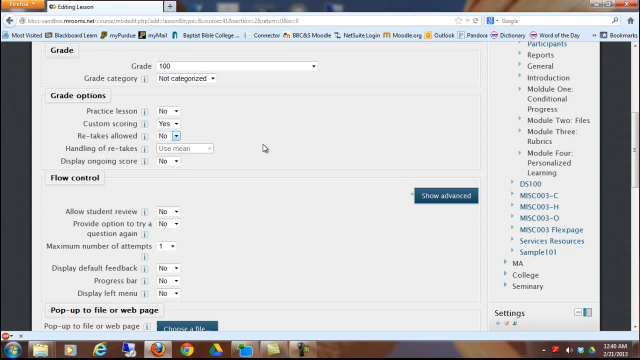 Firefox
Editing Lesson
bbcs-sandbox.mrooms.net/course/modedit.php?add=lesson&type=&course=41&section=2&return=0&sr=0
Google
Most Visited
Blackboard Learn
myPurdue
myMail
Baptist Bible College ...
Connector
BBC&S Moodle
NetSuite Login
Moodle.org
Outlook
Pandora
Dictionary
Word of the Day
Bookmarks
Grade
Grade 100
Grade category Not categorized
Grade options
Practice lesson No
Custom scoring Yes
Re-takes allowed No
Handling of re-takes Use mean
Display ongoing score No
Flow control
Show advanced
Allow student review No
Provide option to try a question again No
Maximum number of attempts 1
Display default feedback No
Progress bar No
Display left menu No
Pop-up to file or web page
Pop-up to file or web page Choose a file...
Participants
Reports
General
Introduction
Moldule One:
Conditional
Progress
Module Two: Files
Module Three:
Rubrics
Module Four:
Personalized
Learning
DS100
MISC003-C
MISC003-H
MISC003-O
MISC003 Flexpage
Services Resources
Sample101
MA
College
Seminary
Settings
12:40 AM
2/21/2013